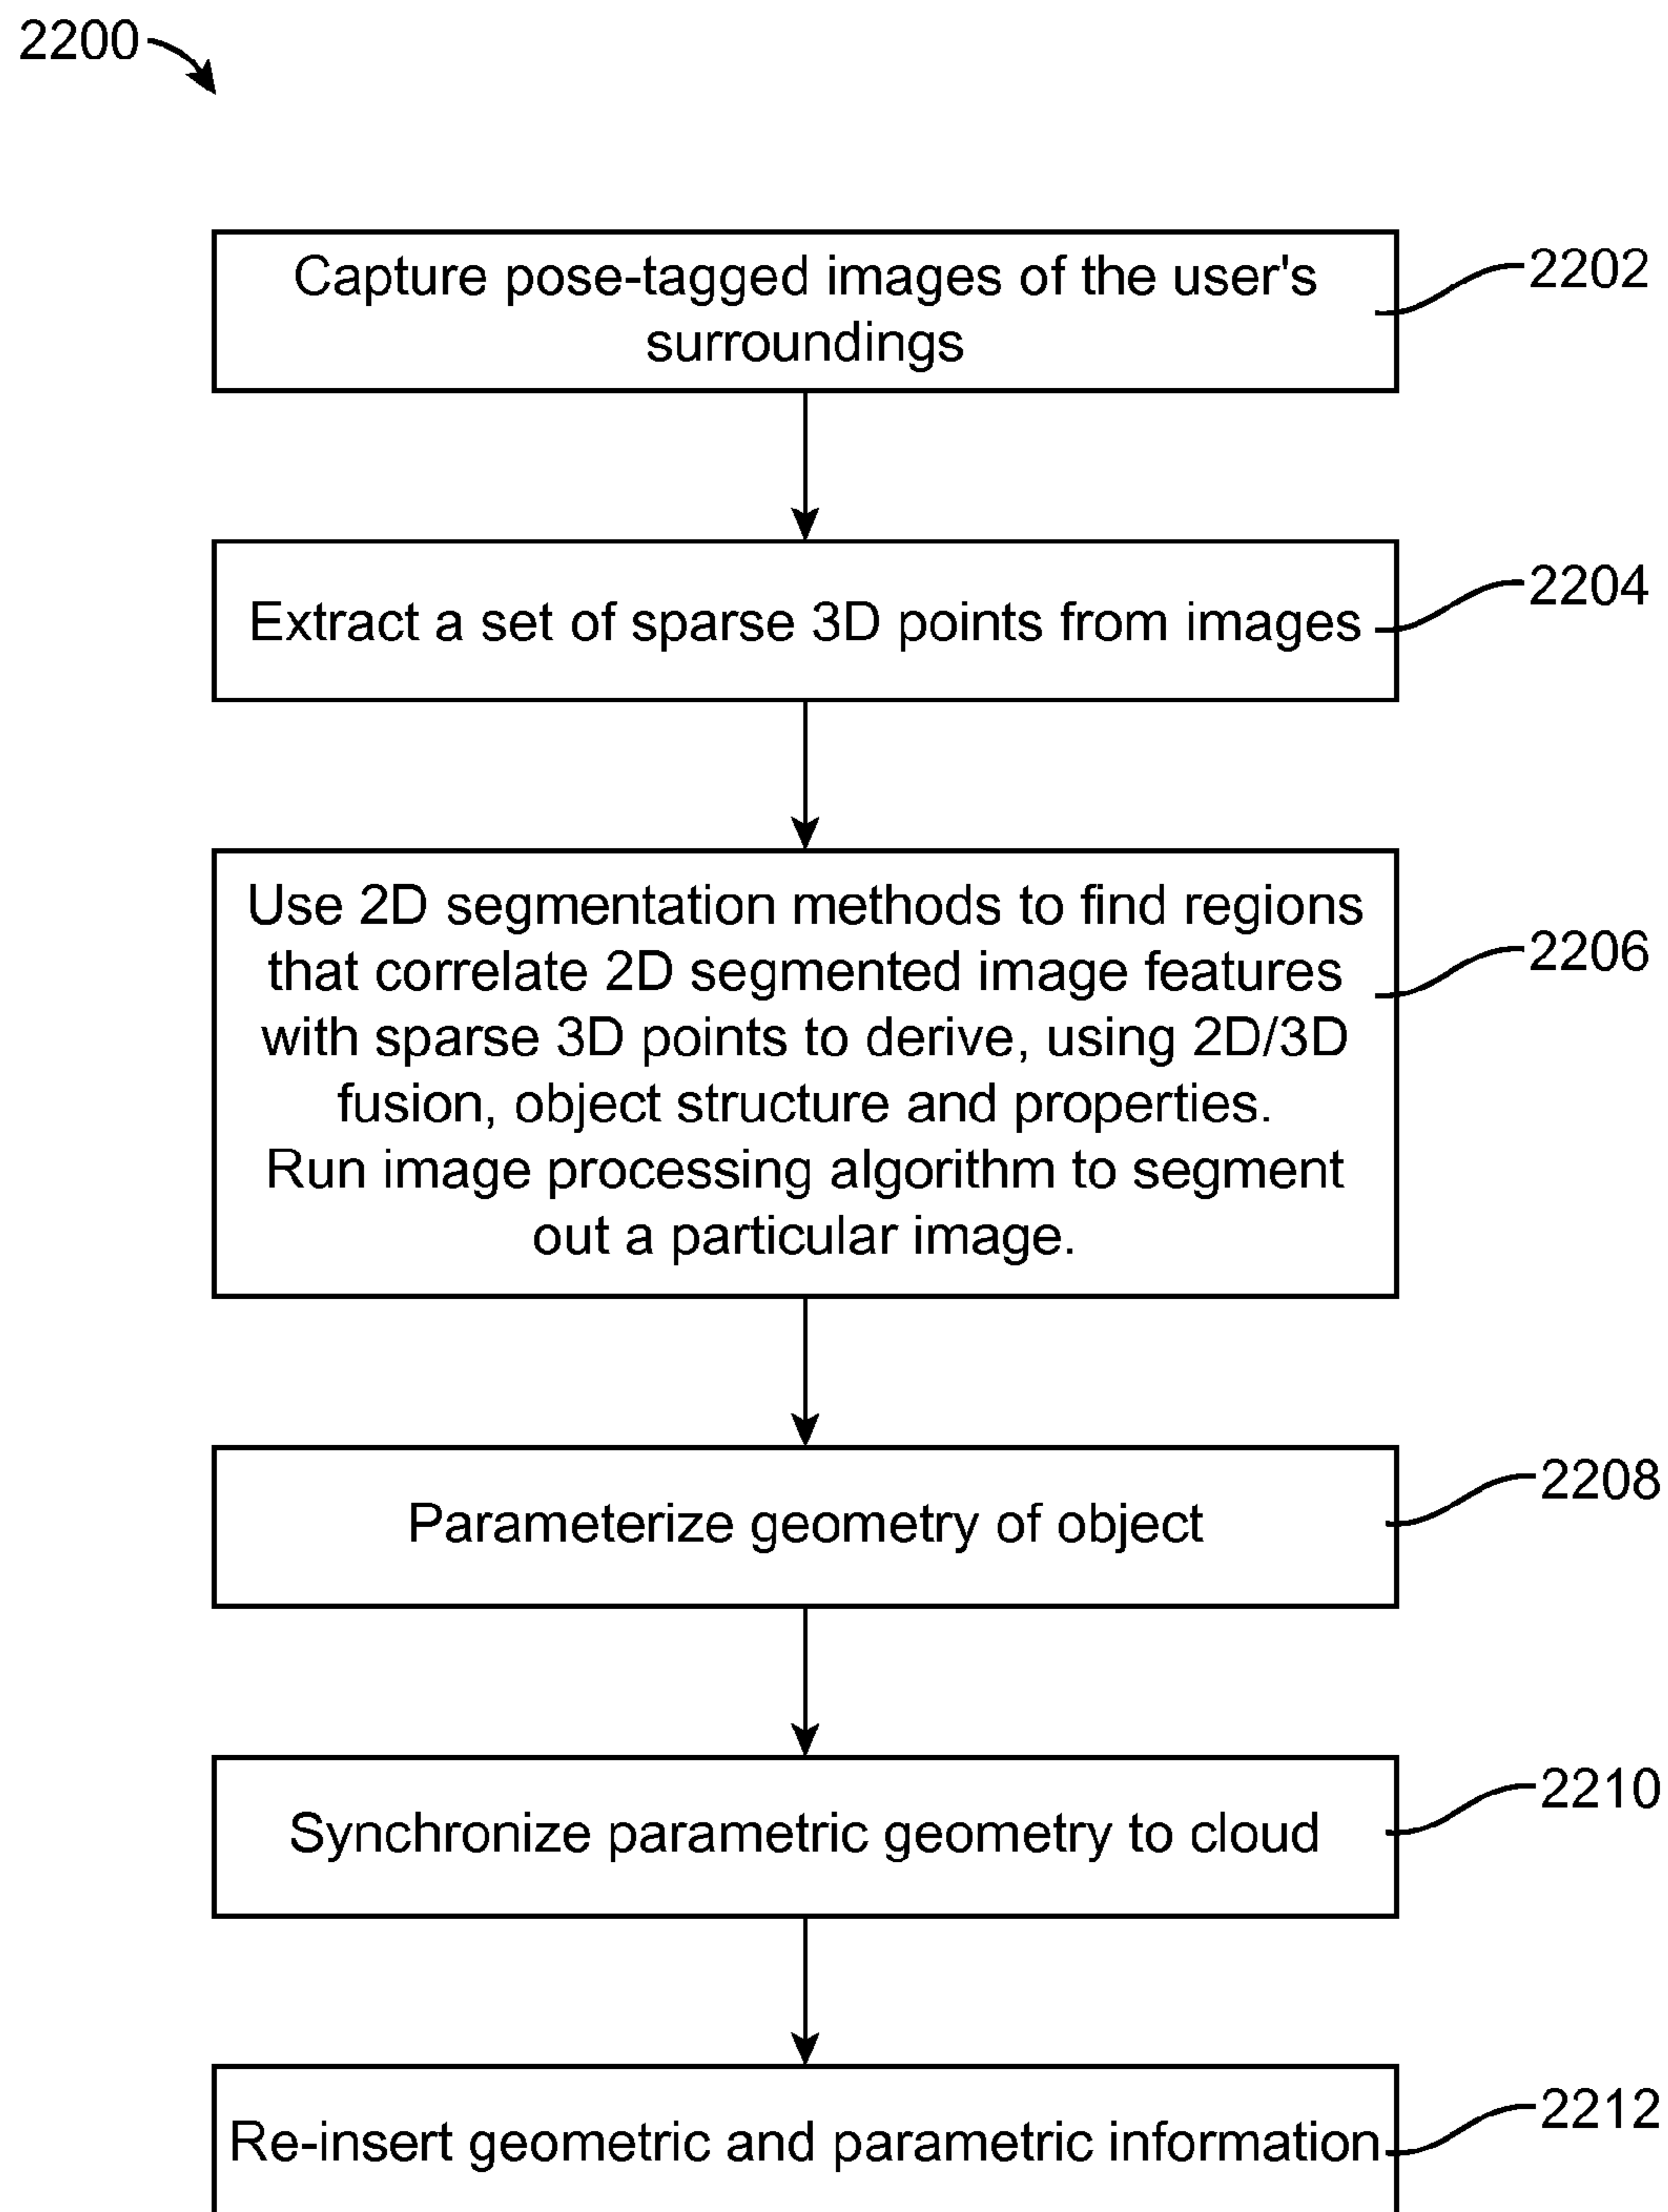 2200
Capture pose-tagged images of the user's
surroundings
2202
Extract a set of sparse 3D points from images
2204
Use 2D segmentation methods to find regions
that correlate 2D segmented image features
with sparse 3D points to derive, using 2D/3D
fusion, object structure and properties.
Run image processing algorithm to segment
out a particular image.
2206
Parameterize geometry of object
2208
Synchronize parametric geometry to cloud
2210
Re-insert geometric and parametric information
2212